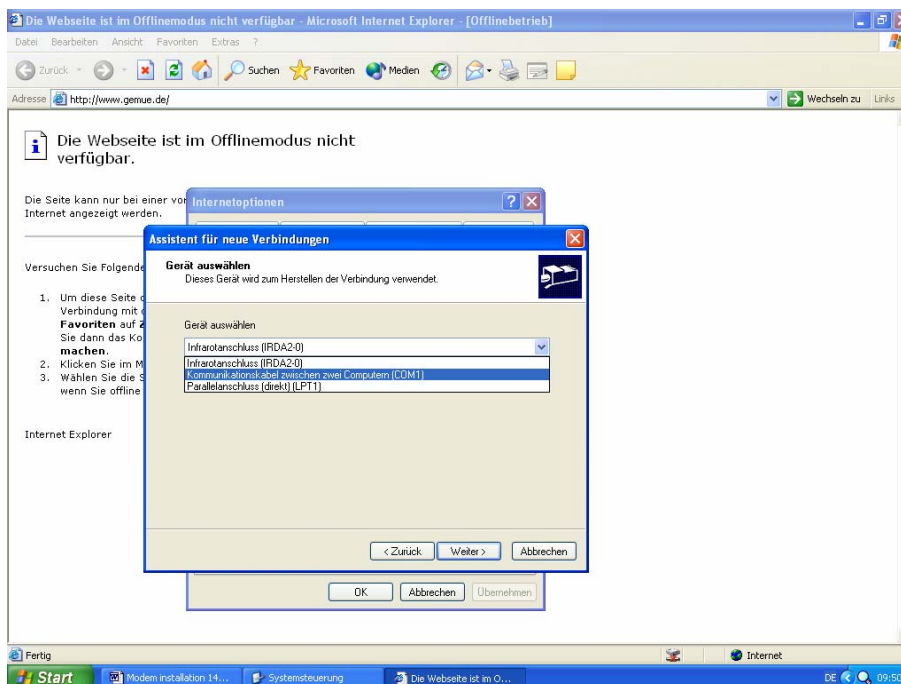 Die Webseite ist im Offlinemodus nicht verfügbar - Microsoft Internet Explorer - [Offlinebetrieb]
Datei Bearbeiten Ansicht Favoriten Extras ?
Zurück Suchen Favoriten Medien
Adresse http://www.gemue.de/ Wechseln zu Links
Die Webseite ist im Offlinemodus nicht
verfügbar.
Die Seite kann nur bei einer vor
Internet angezeigt werden.
Versuchen Sie Folgende
1. Um diese Seite
Verbindung mit
Favoriten auf
Sie dann das Ko
machen.
2. Klicken Sie im M
3. Wählen Sie die S
wenn Sie offline
Internet Explorer
Internetoptionen
Assistent für neue Verbindungen
Gerät auswählen
Dieses Gerät wird zum Herstellen der Verbindung verwendet.
Gerät auswählen
Infrarotanschluss (IRDA2-0)
Infrarotanschluss (IRDA2-0)
Kommunikationskabel zwischen zwei Computern (COM1)
Parallelanschluss (direkt) (LPT1)
< Zurück Weiter > Abbrechen
OK Abbrechen Übernehmen
Fertig Internet
Start Modem installation 14... Systemsteuerung Die Webseite ist im O... DE 09:50